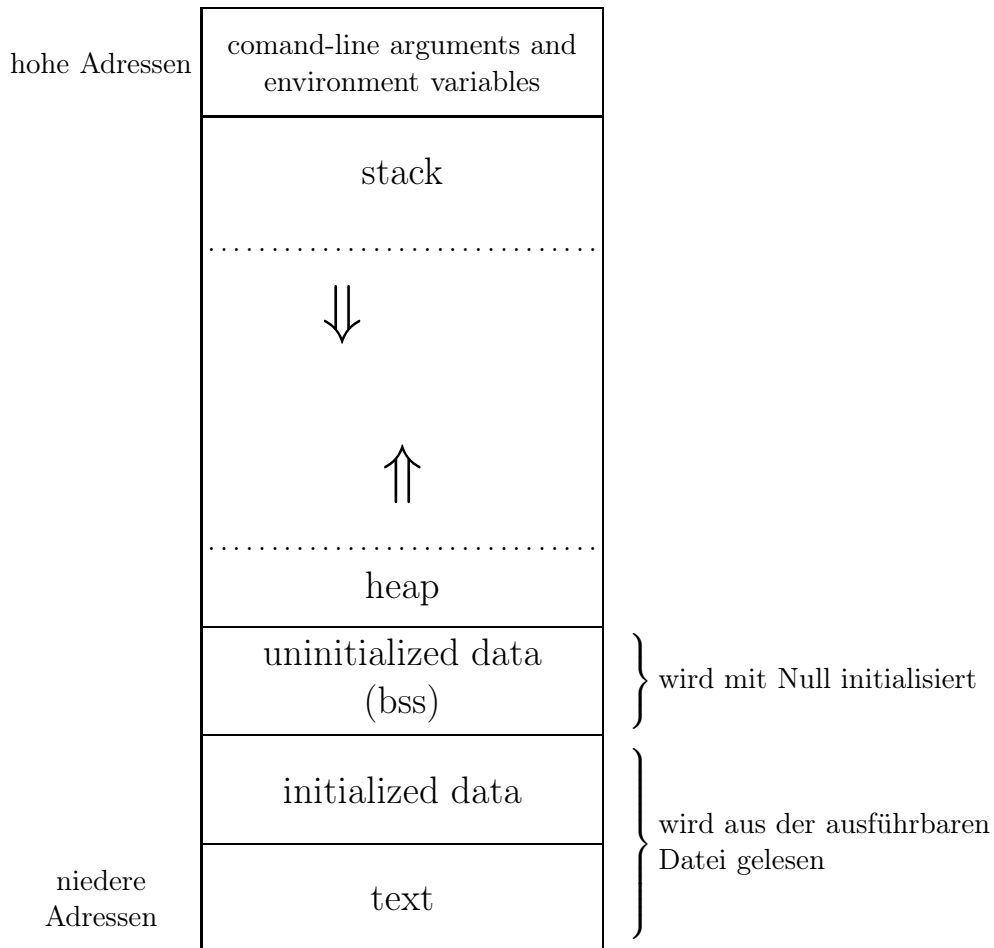 hohe Adressen
comand-line arguments and
environment variables
stack
heap
uninitialized data
(bss)
wird mit Null initialisiert
initialized data
wird aus der ausführbaren
Datei gelesen
niedere
Adressen
text